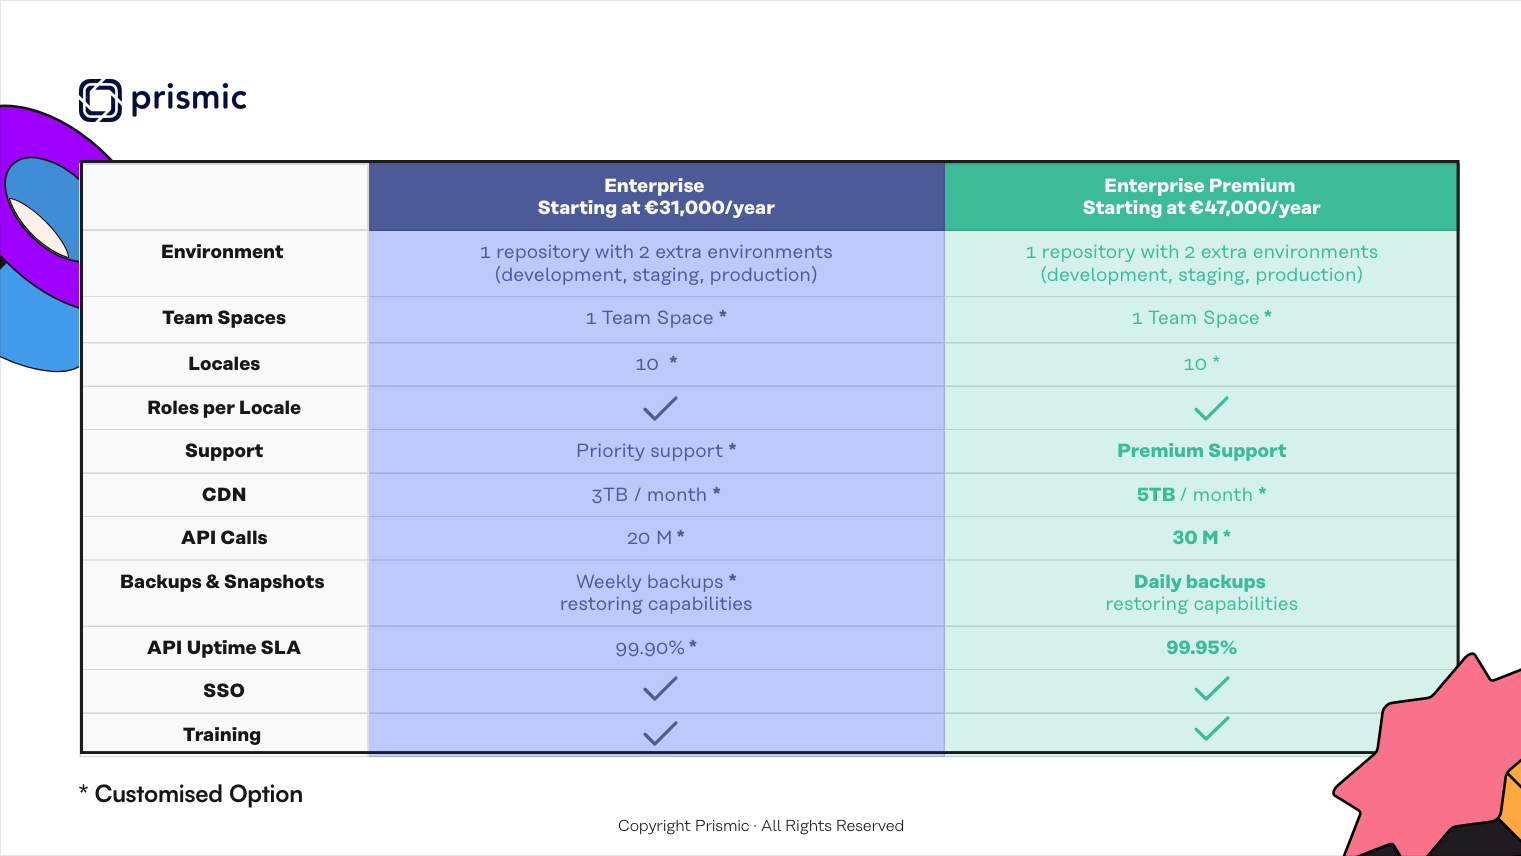 prismic
Enterprise
Starting at €31,000/year
Enterprise Premium
Starting at €47,000/year
Environment
1 repository with 2 extra environments
(development, staging, production)
1 repository with 2 extra environments
(development, staging, production)
Team Spaces
1 Team Space *
1 Team Space *
Locales
10 *
10 *
Roles per Locale
Support
Priority support *
Premium Support
CDN
3TB / month *
5TB / month *
API Calls
20 M *
30 M *
Backups & Snapshots
Weekly backups *
restoring capabilities
Daily backups
restoring capabilities
API Uptime SLA
99.90% *
99.95%
SSO
Training
* Customised Option
Copyright Prismic · All Rights Reserved